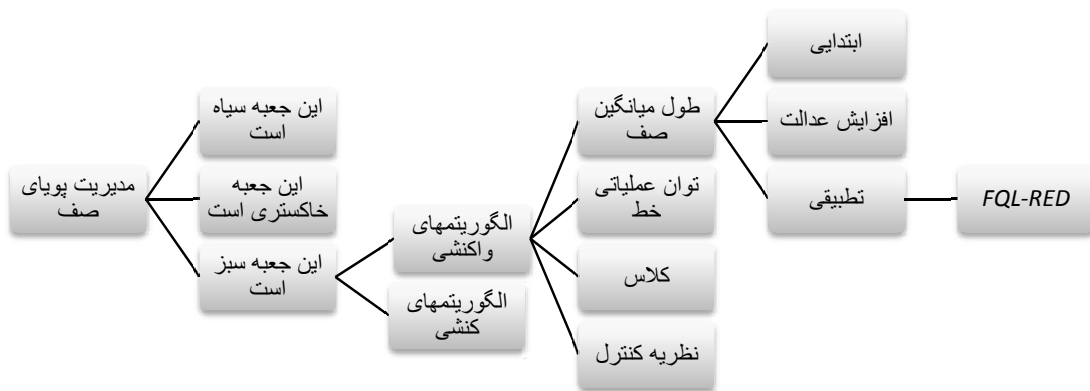 مدیریت پویای
صف
این جعبه سیاه
است
این جعبه
خاکستری است
این جعبه سبز
است
الگوریتمهای
واکنشی
الگوریتمهای
کنشی
طول میانگین
صف
توان عملیاتی
خط
کلاس
نظریه کنترل
ابتدایی
افزایش عدالت
تطبیقی
FQL-RED